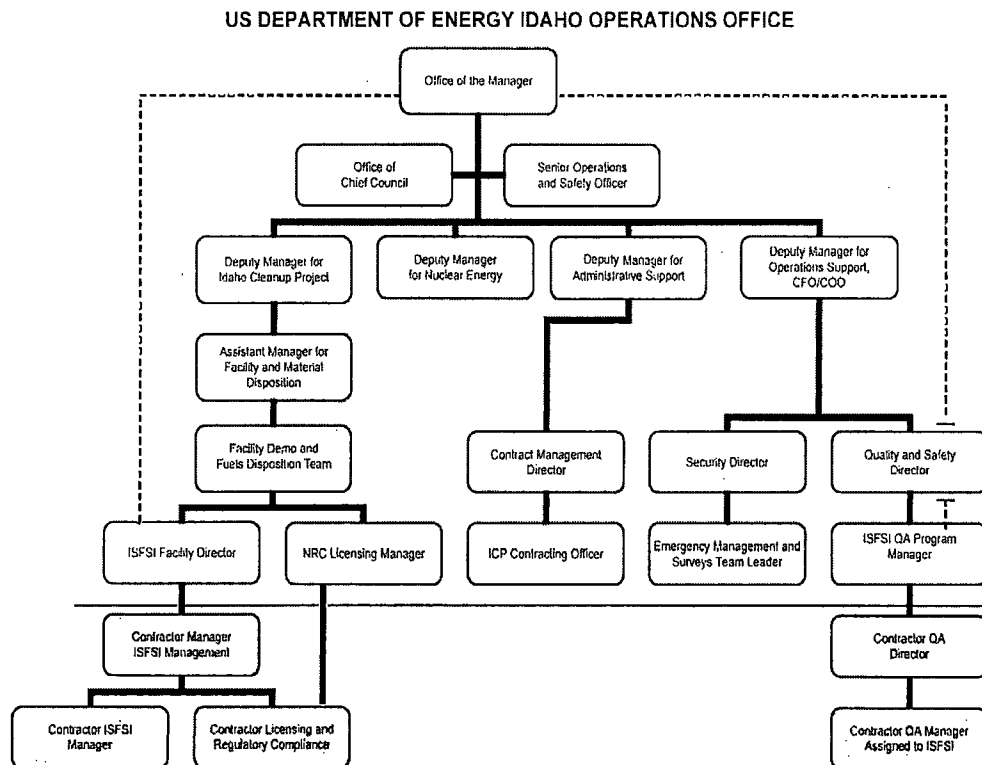 US DEPARTMENT OF ENERGY IDAHO OPERATIONS OFFICE
Office of the Manager
Office of
Chief Council
Senior Operations
and Safety Officer
Deputy Manager for
Idaho Cleanup Project
Deputy Manager
for Nuclear Energy
Deputy Manager for
Administrative Support
Deputy Manager for
Operations Support,
CFO/COO
Assistant Manager for
Facility and Material
Disposition
Facility Demo and
Fuels Disposition Team
Contract Management
Director
Security Director
Quality and Safety
Director
ISFSI Facility Director
NRC Licensing Manager
ICP Contracting Officer
Emergency Management and
Surveys Team Leader
ISFSI QA Program
Manager
Contractor Manager
ISFSI Management
Contractor QA
Director
Contractor ISFSI
Manager
Contractor Licensing and
Regulatory Compliance
Contractor QA Manager
Assigned to ISFSI